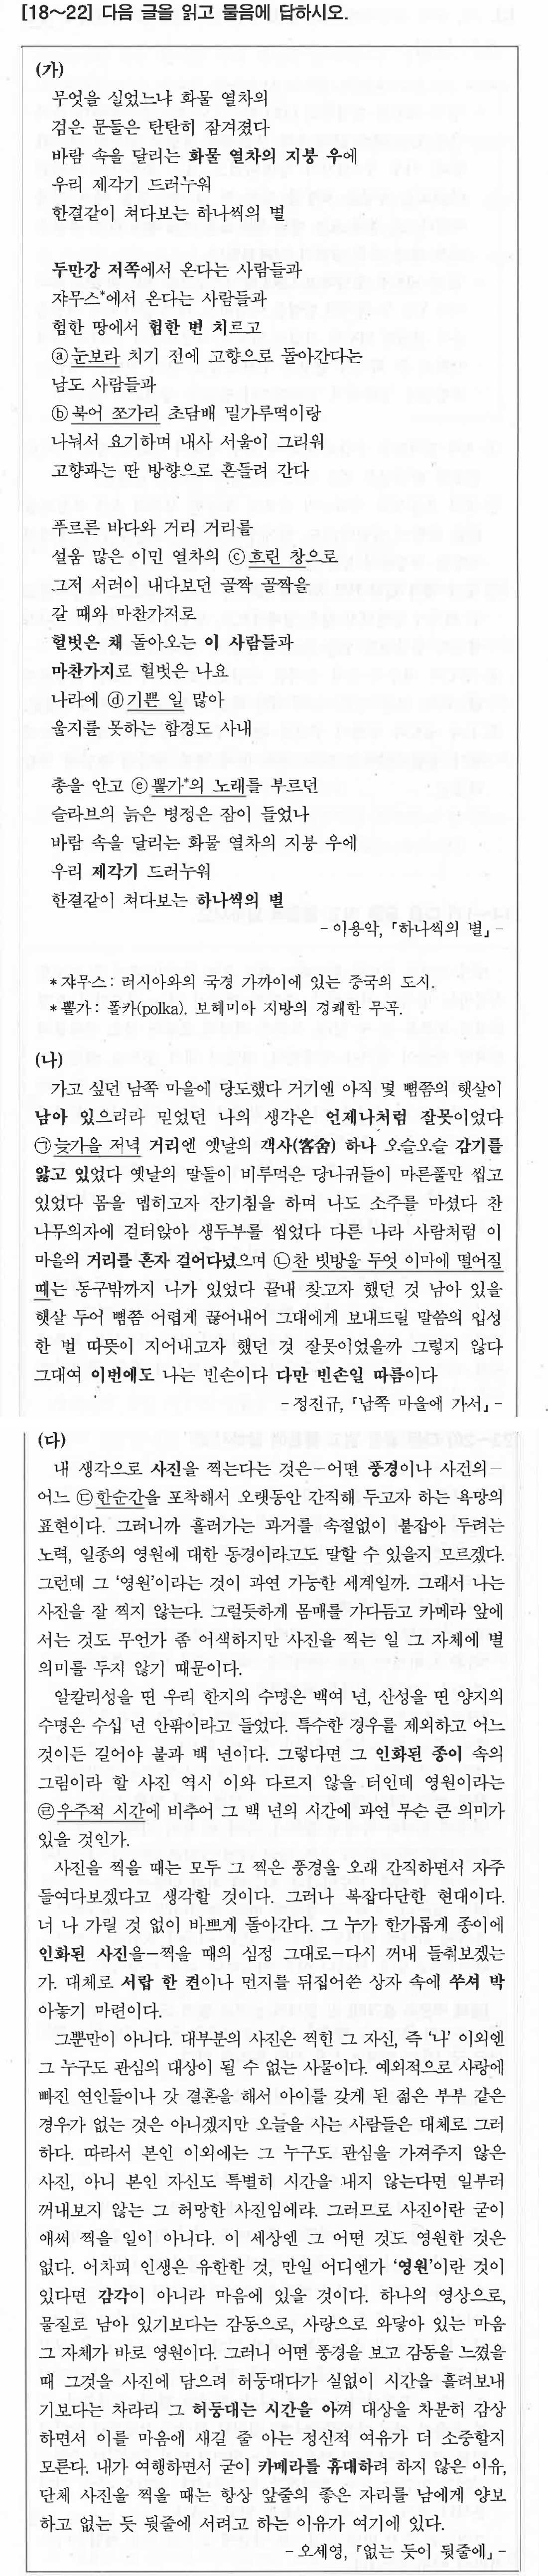 [18～22] 다음 글을 읽고 물음에 답하시오.
(가)
무엇을 실었느냐 화물 열차의
검은 문들은 탄탄히 잠겨졌다
바람 속을 달리는 화물 열차의 지붕 우에
우리 제각기 드러누워
한결같이 쳐다보는 하나씩의 별
두만강 저쪽에서 온다는 사람들과
쟈무스*에서 온다는 사람들과
험한 땅에서 험한 변 치르고
ⓐ눈보라 치기 전에 고향으로 돌아간다는
남도 사람들과
ⓑ북어 쪼가리 초담배 밀가루떡이랑
나눠서 요기하며 내사 서울이 그리워
고향과는 딴 방향으로 흔들려 간다
푸르른 바다와 거리 거리를
설움 많은 이민 열차의 ⓒ흐린 창으로
그저 서러이 내다보던 골짝 골짝을
갈 때와 마찬가지로
헐벗은 채 돌아오는 이 사람들과
마찬가지로 헐벗은 나요
나라에 ⓓ기쁜 일 많아
울지를 못하는 함경도 사내
총을 안고 ⓔ뽈가*의 노래를 부르던
슬라브의 늙은 병정은 잠이 들었나
바람 속을 달리는 화물 열차의 지붕 우에
우리 제각기 드러누워
한결같이 쳐다보는 하나씩의 별
- 이용악, 「하나씩의 별」 -
* 쟈무스: 러시아와의 국경 가까이에 있는 중국의 도시.
* 뽈가: 폴카(polka). 보헤미아 지방의 경쾌한 무곡.
(나)
가고 싶던 남쪽 마을에 당도했다 거기엔 아직 몇 뼘쯤의 햇살이
남아 있으리라 믿었던 나의 생각은 언제나처럼 잘못이었다
㉠늦가을 저녁 거리엔 옛날의 객사(客舍) 하나 오슬오슬 감기를
앓고 있었다 옛날의 말들이 비루먹은 당나귀들이 마른풀만 씹고
있었다 몸을 뎁히고자 잔기침을 하며 나도 소주를 마셨다 찬
나무의자에 걸터앉아 생두부를 씹었다 다른 나라 사람처럼 이
마을의 거리를 혼자 걸어다녔으며 ㉡찬 빗방울 두엇 이마에 떨어질
때는 동구밖까지 나가 있었다 끝내 찾고자 했던 것 남아 있을
햇살 두어 뼘쯤 어렵게 끊어내어 그대에게 보내드릴 말씀의 입성
한 벌 따뜻이 지어내고자 했던 것 잘못이었을까 그렇지 않다
그대여 이번에도 나는 빈손이다 다만 빈손일 따름이다
- 정진규, 「남쪽 마을에 가서」 -
(다)
내 생각으로 사진을 찍는다는 것은－어떤 풍경이나 사건의－
어느 ㉢한순간을 포착해서 오랫동안 간직해 두고자 하는 욕망의
표현이다. 그러니까 흘러가는 과거를 속절없이 붙잡아 두려는
노력, 일종의 영원에 대한 동경이라고도 말할 수 있을지 모르겠다.
그런데 그 ‘영원’이라는 것이 과연 가능한 세계일까. 그래서 나는
사진을 잘 찍지 않는다. 그럴듯하게 몸매를 가다듬고 카메라 앞에
서는 것도 무언가 좀 어색하지만 사진을 찍는 일 그 자체에 별
의미를 두지 않기 때문이다.
알칼리성을 띤 우리 한지의 수명은 백여 년, 산성을 띤 양지의
수명은 수십 년 안팎이라고 들었다. 특수한 경우를 제외하고 어느
것이든 길어야 불과 백 년이다. 그렇다면 그 인화된 종이 속의
그림이라 할 사진 역시 이와 다르지 않을 터인데 영원이라는
㉣우주적 시간에 비추어 그 백 년의 시간에 과연 무슨 큰 의미가
있을 것인가.
사진을 찍을 때는 모두 그 찍은 풍경을 오래 간직하면서 자주
들여다보겠다고 생각할 것이다. 그러나 복잡다단한 현대이다.
너 나 가릴 것 없이 바쁘게 돌아간다. 그 누가 한가롭게 종이에
인화된 사진을－찍을 때의 심정 그대로－다시 꺼내 들춰보겠는
가. 대체로 서랍 한 켠이나 먼지를 뒤집어쓴 상자 속에 쑤셔 박
아놓기 마련이다.
그뿐만이 아니다. 대부분의 사진은 찍힌 그 자신, 즉 ‘나’ 이외엔
그 누구도 관심의 대상이 될 수 없는 사물이다. 예외적으로 사랑에
빠진 연인들이나 갓 결혼을 해서 아이를 갖게 된 젊은 부부 같은
경우가 없는 것은 아니겠지만 오늘을 사는 사람들은 대체로 그러
하다. 따라서 본인 이외에는 그 누구도 관심을 가져주지 않은
사진, 아니 본인 자신도 특별히 시간을 내지 않는다면 일부러
꺼내보지 않는 그 허망한 사진임에랴. 그러므로 사진이란 굳이
애써 찍을 일이 아니다. 이 세상엔 그 어떤 것도 영원한 것은
없다. 어차피 인생은 유한한 것, 만일 어디엔가 ‘영원’이란 것이
있다면 감각이 아니라 마음에 있을 것이다. 하나의 영상으로,
물질로 남아 있기보다는 감동으로, 사랑으로 와닿아 있는 마음
그 자체가 바로 영원이다. 그러니 어떤 풍경을 보고 감동을 느꼈을
때 그것을 사진에 담으려 허둥대다가 실없이 시간을 흘려보내
기보다는 차라리 그 허둥대는 시간을 아껴 대상을 차분히 감상
하면서 이를 마음에 새길 줄 아는 정신적 여유가 더 소중할지
모른다. 내가 여행하면서 굳이 카메라를 휴대하려 하지 않은 이유,
단체 사진을 찍을 때는 항상 앞줄의 좋은 자리를 남에게 양보
하고 없는 듯 뒷줄에 서려고 하는 이유가 여기에 있다.
- 오세영, 「없는 듯이 뒷줄에」 -